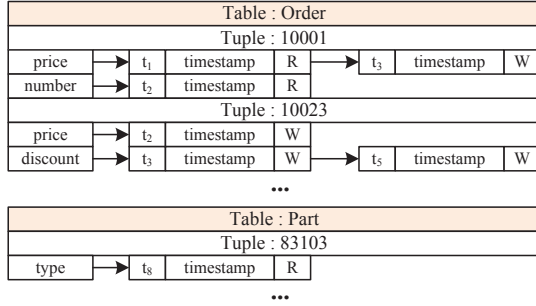 Table : Order
Tuple : 10001
price t₁ timestamp R t₃ timestamp W
number t₂ timestamp R
Tuple : 10023
price t₂ timestamp W
discount t₃ timestamp W t₅ timestamp W
...
Table : Part
Tuple : 83103
type t₈ timestamp R
...